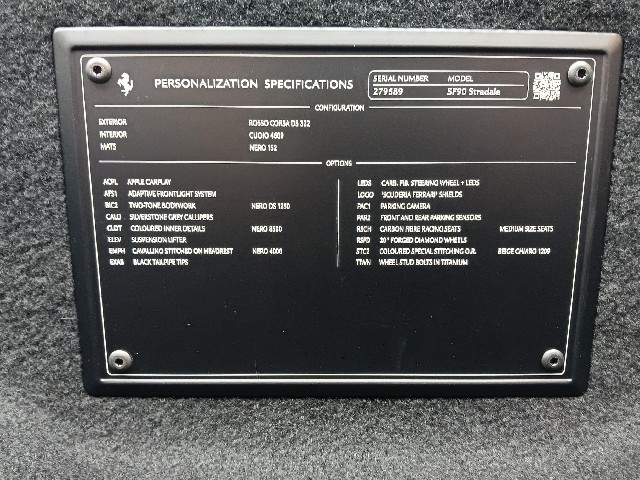 PERSONALIZATION SPECIFICATIONS
SERIAL NUMBER MODEL
279589 SF90 Stradale
CONFIGURATION
EXTERIOR ROSSO CORSA DS 322
INTERIOR CUOIO 4609
MATS NERO 152
OPTIONS
ACPL APPLE CARPLAY
AFS1 ADAPTIVE FRONTLIGHT SYSTEM
BIC2 TWO-TONE BODYWORK NERO DS 1250
CALD SILVERSTONE GREY CALLIPERS
CLDT COLOURED INNER DETAILS NERO 8500
ELEV SUSPENSION LIFTER
EMPH CAVALLINO STITCHED ON HEADREST NERO 4000
EXAB BLACK TAILPIPE TIPS
LEDS CARB. FIB. STEERING WHEEL + LEDS
LOGO "SCUDERIA FERRARI" SHIELDS
PAC1 PARKING CAMERA
PAR2 FRONT AND REAR PARKING SENSORS
RSCH CARBON FIBRE RACING SEATS MEDIUM SIZE SEATS
RSFD 20" FORGED DIAMOND WHEELS
STC2 COLOURED SPECIAL STITCHING O.R. BEIGE CHIARO 1209
TTWN WHEEL STUD BOLTS IN TITANIUM